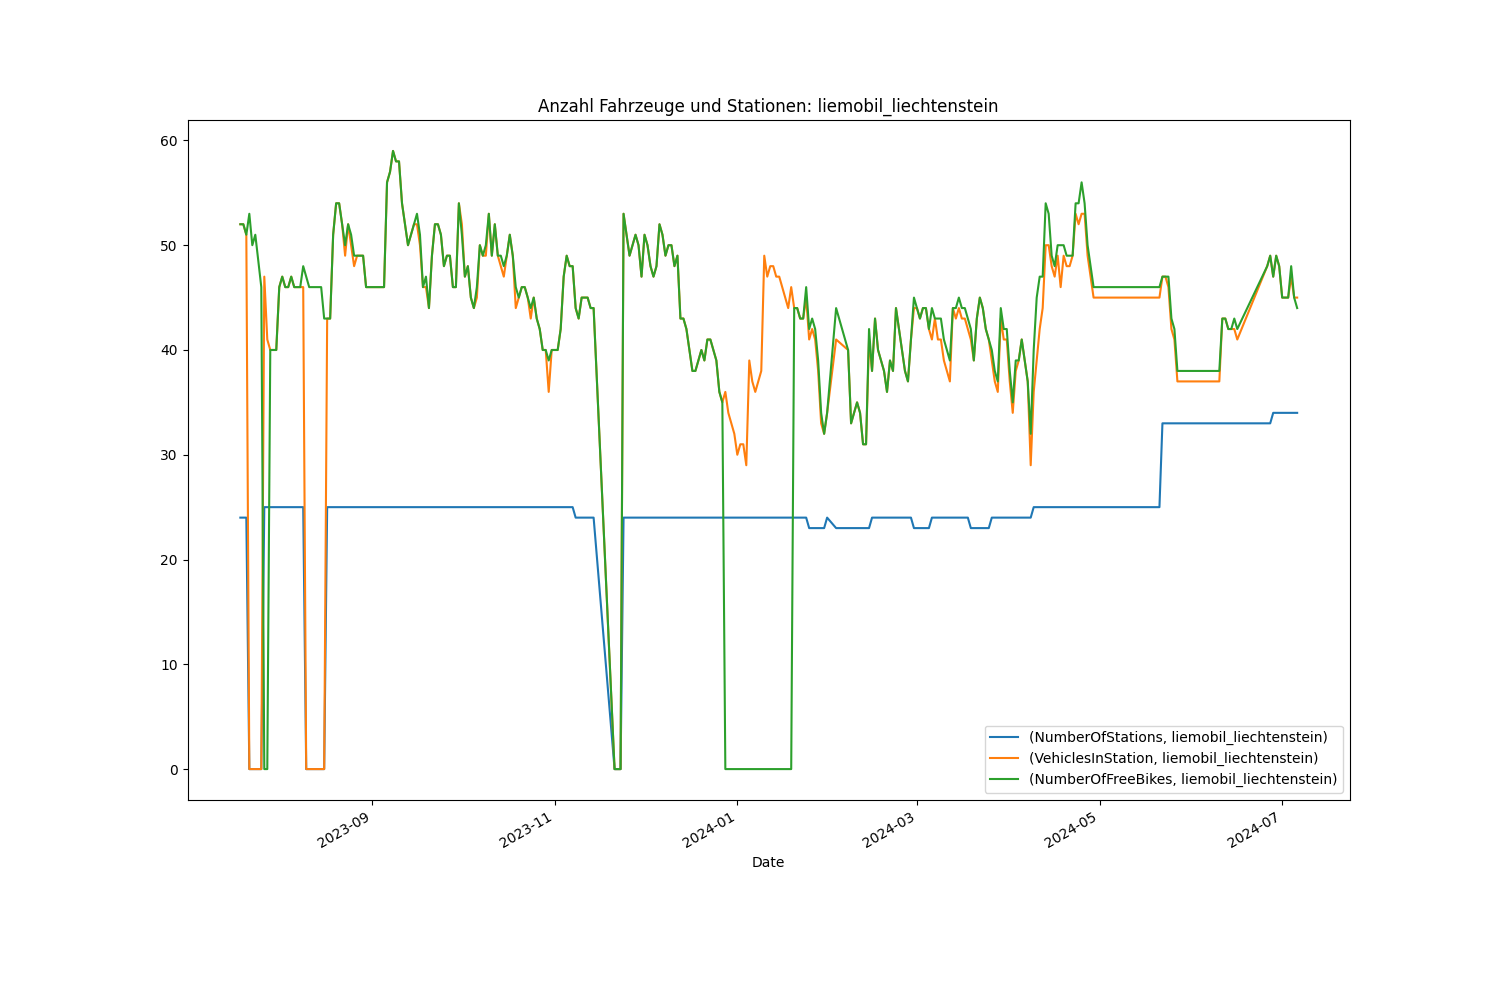 Anzahl Fahrzeuge und Stationen: liemobil_liechtenstein
60
50
40
30
20
10
0
(NumberOfStations, liemobil_liechtenstein)
(VehiclesInStation, liemobil_liechtenstein)
(NumberOfFreeBikes, liemobil_liechtenstein)
2023-09
2023-11
2024-01
2024-03
2024-05
2024-07
Date